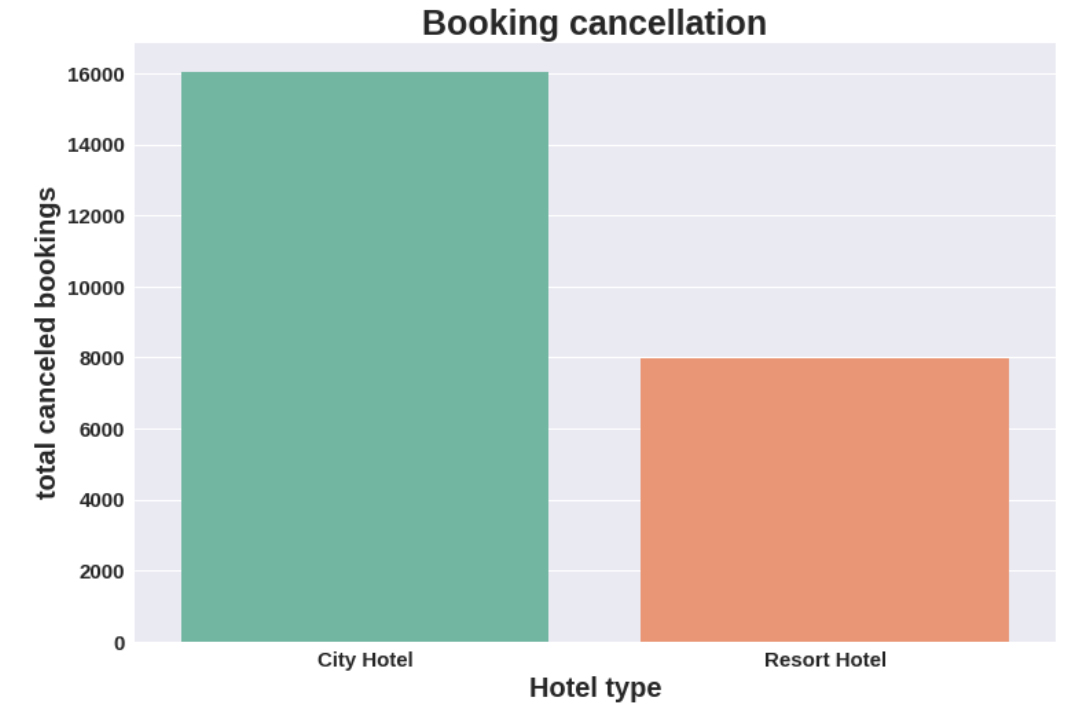 Booking cancellation
total canceled bookings
16000
14000
12000
10000
8000
6000
4000
2000
0
City Hotel Resort Hotel
Hotel type